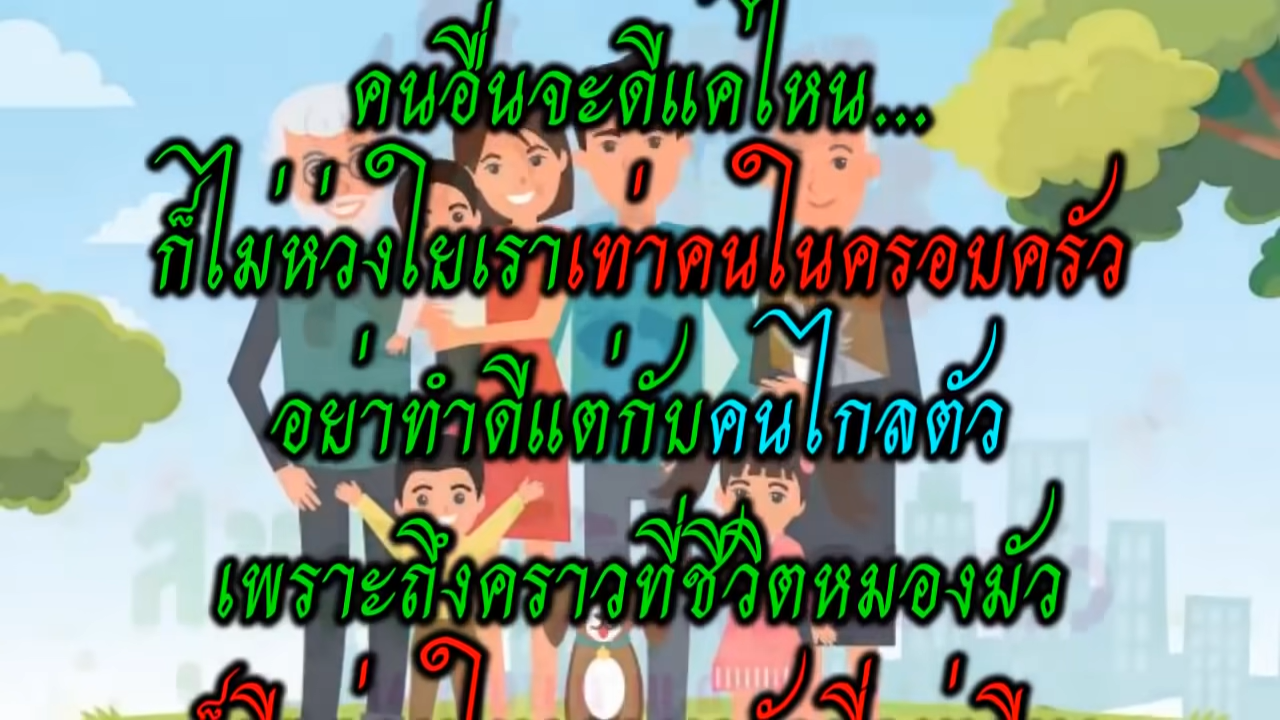 คนอื่นจะดีแค่ไหน...
ก็ไม่ห่วงใยเราเท่าคนในครอบครัว
อย่าทำดีแต่กับคนไกลตัว
เพราะถึงคราวที่ชีวิตหมองมัว